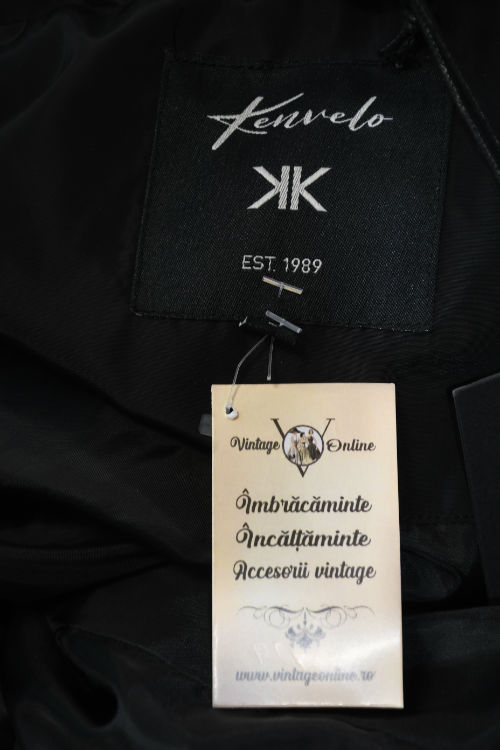 Kenvelo
KK
EST. 1989
Vintage Online
Îmbrăcăminte
Încălțăminte
Accesorii vintage
www.vintageonline.ro